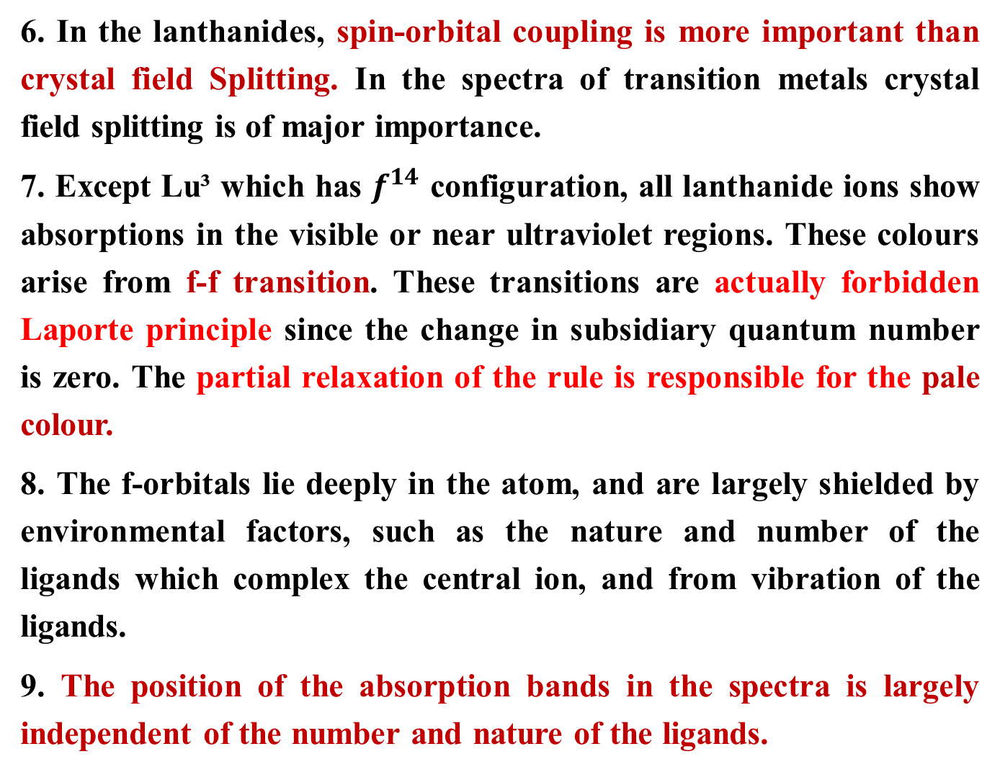 6. In the lanthanides, spin-orbital coupling is more important than
crystal field Splitting. In the spectra of transition metals crystal
field splitting is of major importance.
7. Except Lu³ which has f¹⁴ configuration, all lanthanide ions show
absorptions in the visible or near ultraviolet regions. These colours
arise from f-f transition. These transitions are actually forbidden
Laporte principle since the change in subsidiary quantum number
is zero. The partial relaxation of the rule is responsible for the pale
colour.
8. The f-orbitals lie deeply in the atom, and are largely shielded by
environmental factors, such as the nature and number of the
ligands which complex the central ion, and from vibration of the
ligands.
9. The position of the absorption bands in the spectra is largely
independent of the number and nature of the ligands.